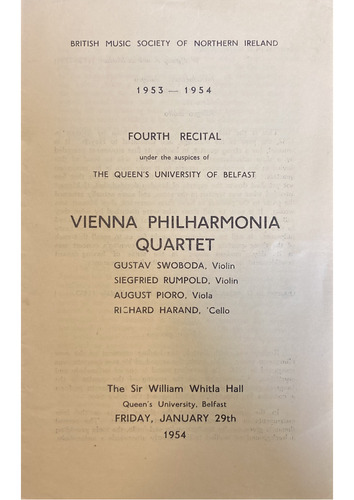 BRITISH MUSIC SOCIETY OF NORTHERN IRELAND
1953 — 1954
FOURTH RECITAL
under the auspices of
THE QUEEN'S UNIVERSITY OF BELFAST
VIENNA PHILHARMONIA
QUARTET
GUSTAV SWOBODA, Violin
SIEGFRIED RUMPOLD, Violin
AUGUST PIORO, Viola
RICHARD HARAND, 'Cello
The Sir William Whitla Hall
Queen's University, Belfast
FRIDAY, JANUARY 29th
1954